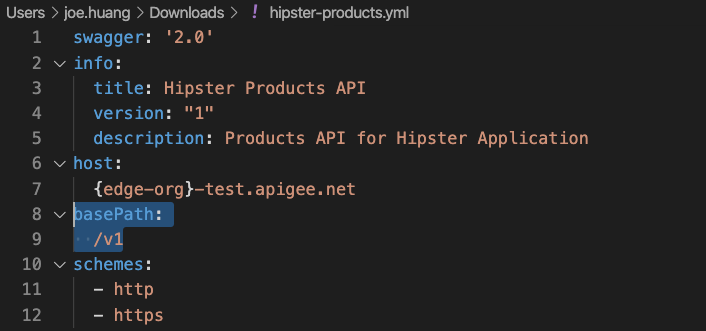 Users > joe.huang > Downloads > ! hipster-products.yml
1 swagger: '2.0'
2 info:
3 title: Hipster Products API
4 version: "1"
5 description: Products API for Hipster Application
6 host:
7 {edge-org}-test.apigee.net
8 basePath:
9 /v1
10 schemes:
11 - http
12 - https